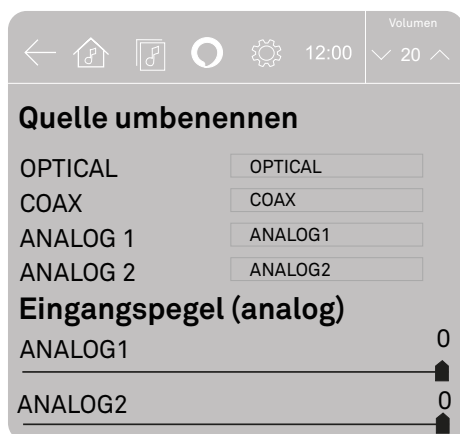 Volumen
12:00 20
Quelle umbenennen
OPTICAL OPTICAL
COAX COAX
ANALOG 1 ANALOG1
ANALOG 2 ANALOG2
Eingangspegel (analog)
ANALOG1 0
ANALOG2 0